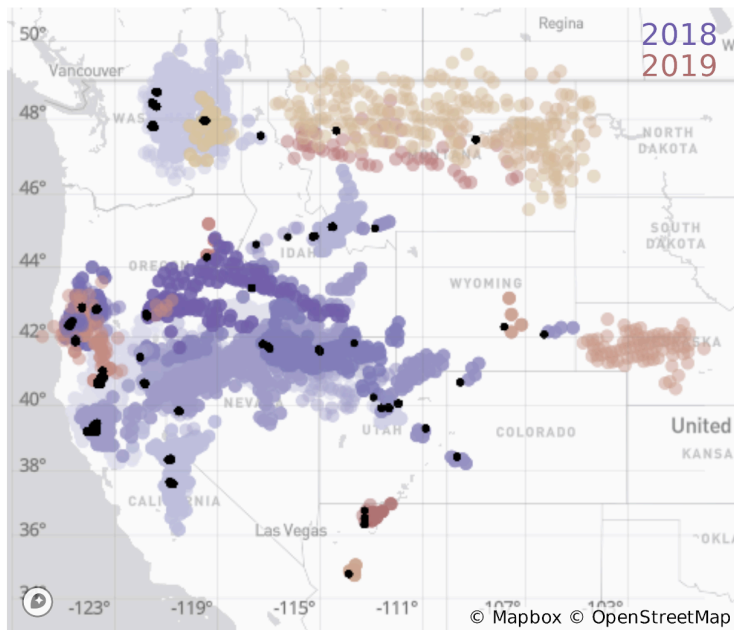 Regina
50°
2018
Vancouver
2019
48°
WAS
NORTH
DAKOTA
46°
SOUTH
DAKOTA
44°
OREGON
IDAHO
WYOMING
42°
40°
NEVADA
UTAH
COLORADO
United
KANSA
38°
CALIFORNIA
36°
Las Vegas
OKLA
-123°
-119°
-115°
-111°
-107°
-103°
© Mapbox © OpenStreetMap